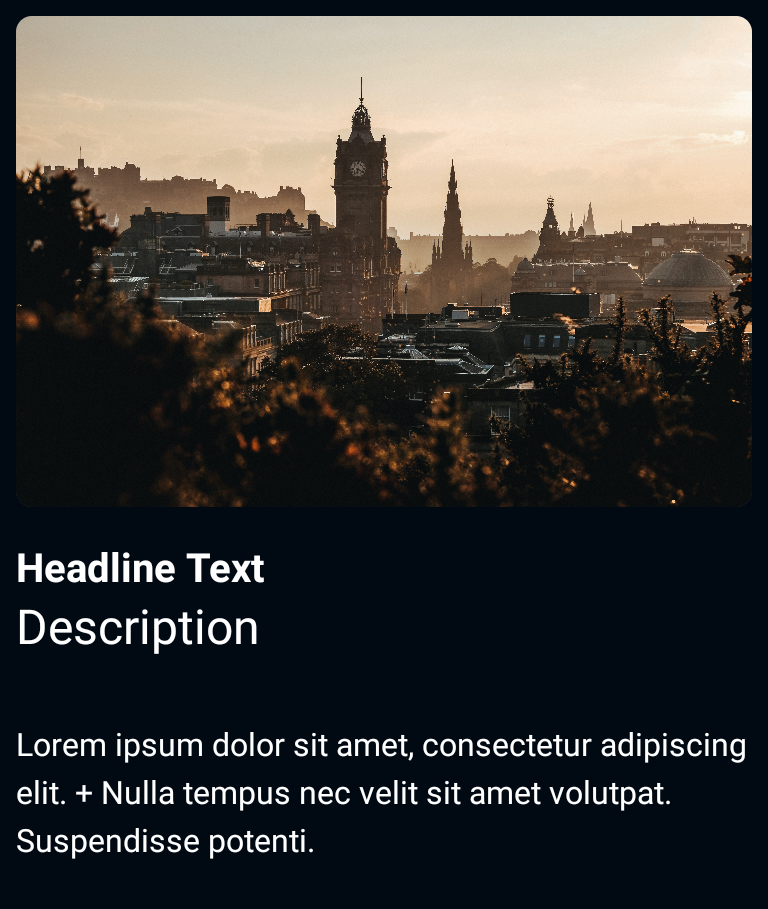 Headline Text
Description
Lorem ipsum dolor sit amet, consectetur adipiscing
elit. + Nulla tempus nec velit sit amet volutpat.
Suspendisse potenti.